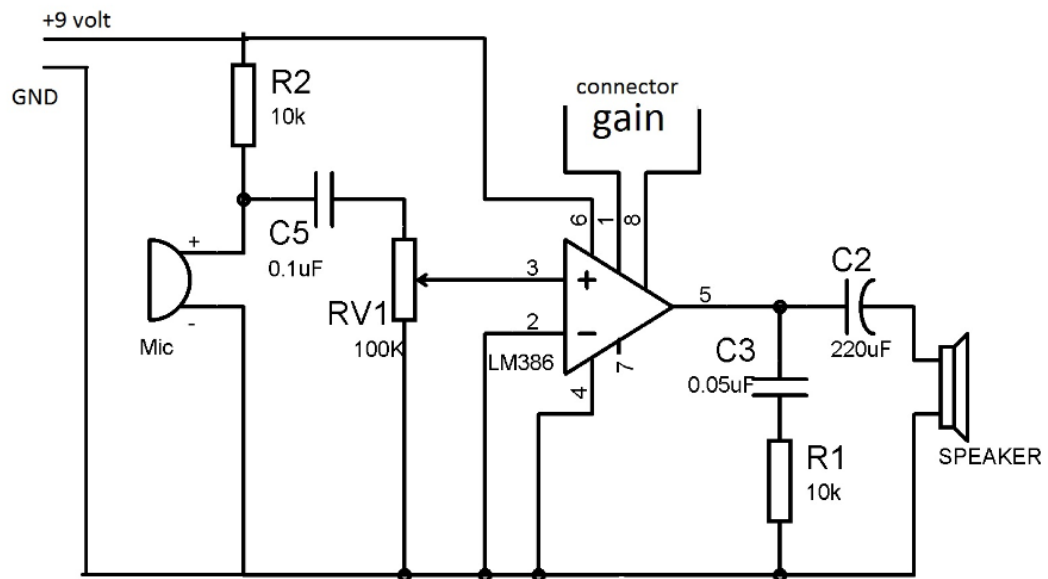 +9 volt
GND
R2
10k
connector
gain
6
1
8
C5
0.1uF
+
-
Mic
RV1
100K
3
2
+
-
LM386
4
7
5
C2
220uF
C3
0.05uF
R1
10k
SPEAKER